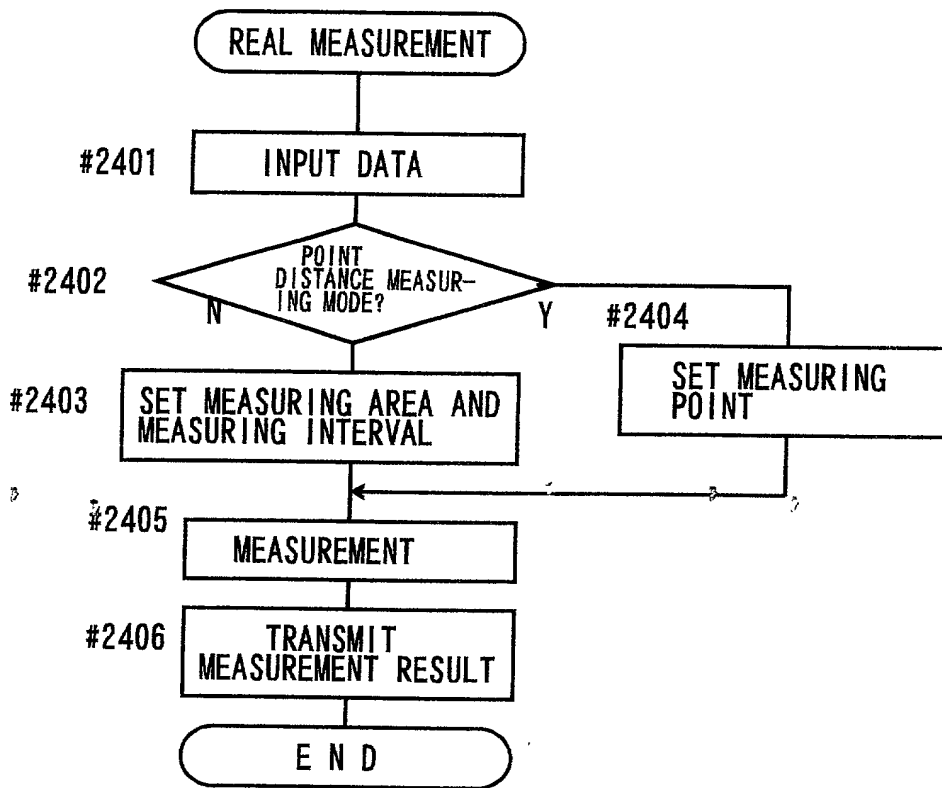 REAL MEASUREMENT
#2401
INPUT DATA
#2402
POINT
DISTANCE MEASUR-
ING MODE?
N
Y
#2404
SET MEASURING
POINT
#2403
SET MEASURING AREA AND
MEASURING INTERVAL
#2405
MEASUREMENT
#2406
TRANSMIT
MEASUREMENT RESULT
END